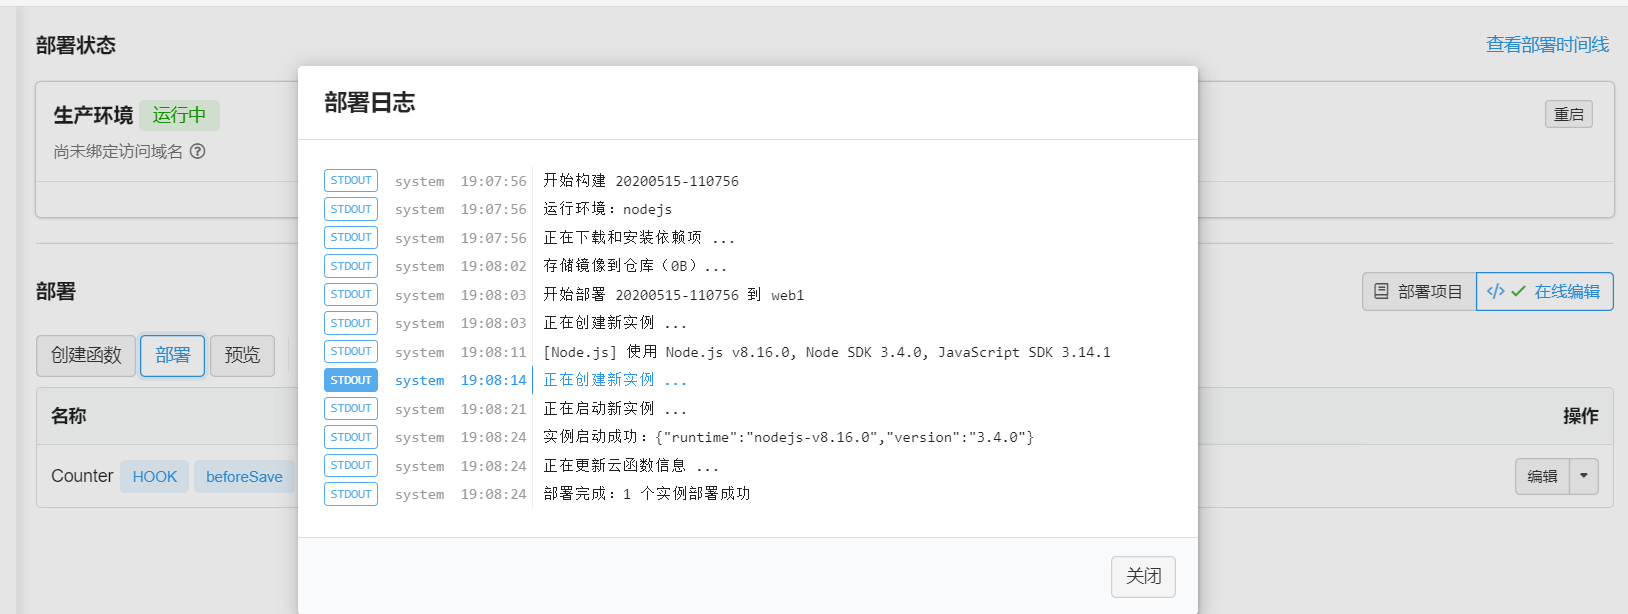 部署状态
查看部署时间线
生产环境 运行中
重启
尚未绑定访问域名
部署日志
STDOUT system 19:07:56 开始构建 20200515-110756
STDOUT system 19:07:56 运行环境：nodejs
STDOUT system 19:07:56 正在下载和安装依赖项 ...
STDOUT system 19:08:02 存储镜像到仓库（0B）...
STDOUT system 19:08:03 开始部署 20200515-110756 到 web1
STDOUT system 19:08:03 正在创建新实例 ...
STDOUT system 19:08:11 [Node.js] 使用 Node.js v8.16.0, Node SDK 3.4.0, JavaScript SDK 3.14.1
STDOUT system 19:08:14 正在创建新实例 ...
STDOUT system 19:08:21 正在启动新实例 ...
STDOUT system 19:08:24 实例启动成功：{"runtime":"nodejs-v8.16.0","version":"3.4.0"}
STDOUT system 19:08:24 正在更新云函数信息 ...
STDOUT system 19:08:24 部署完成：1 个实例部署成功
关闭
部署
部署项目 </> 在线编辑
创建函数 部署 预览
名称 操作
Counter HOOK beforeSave 编辑